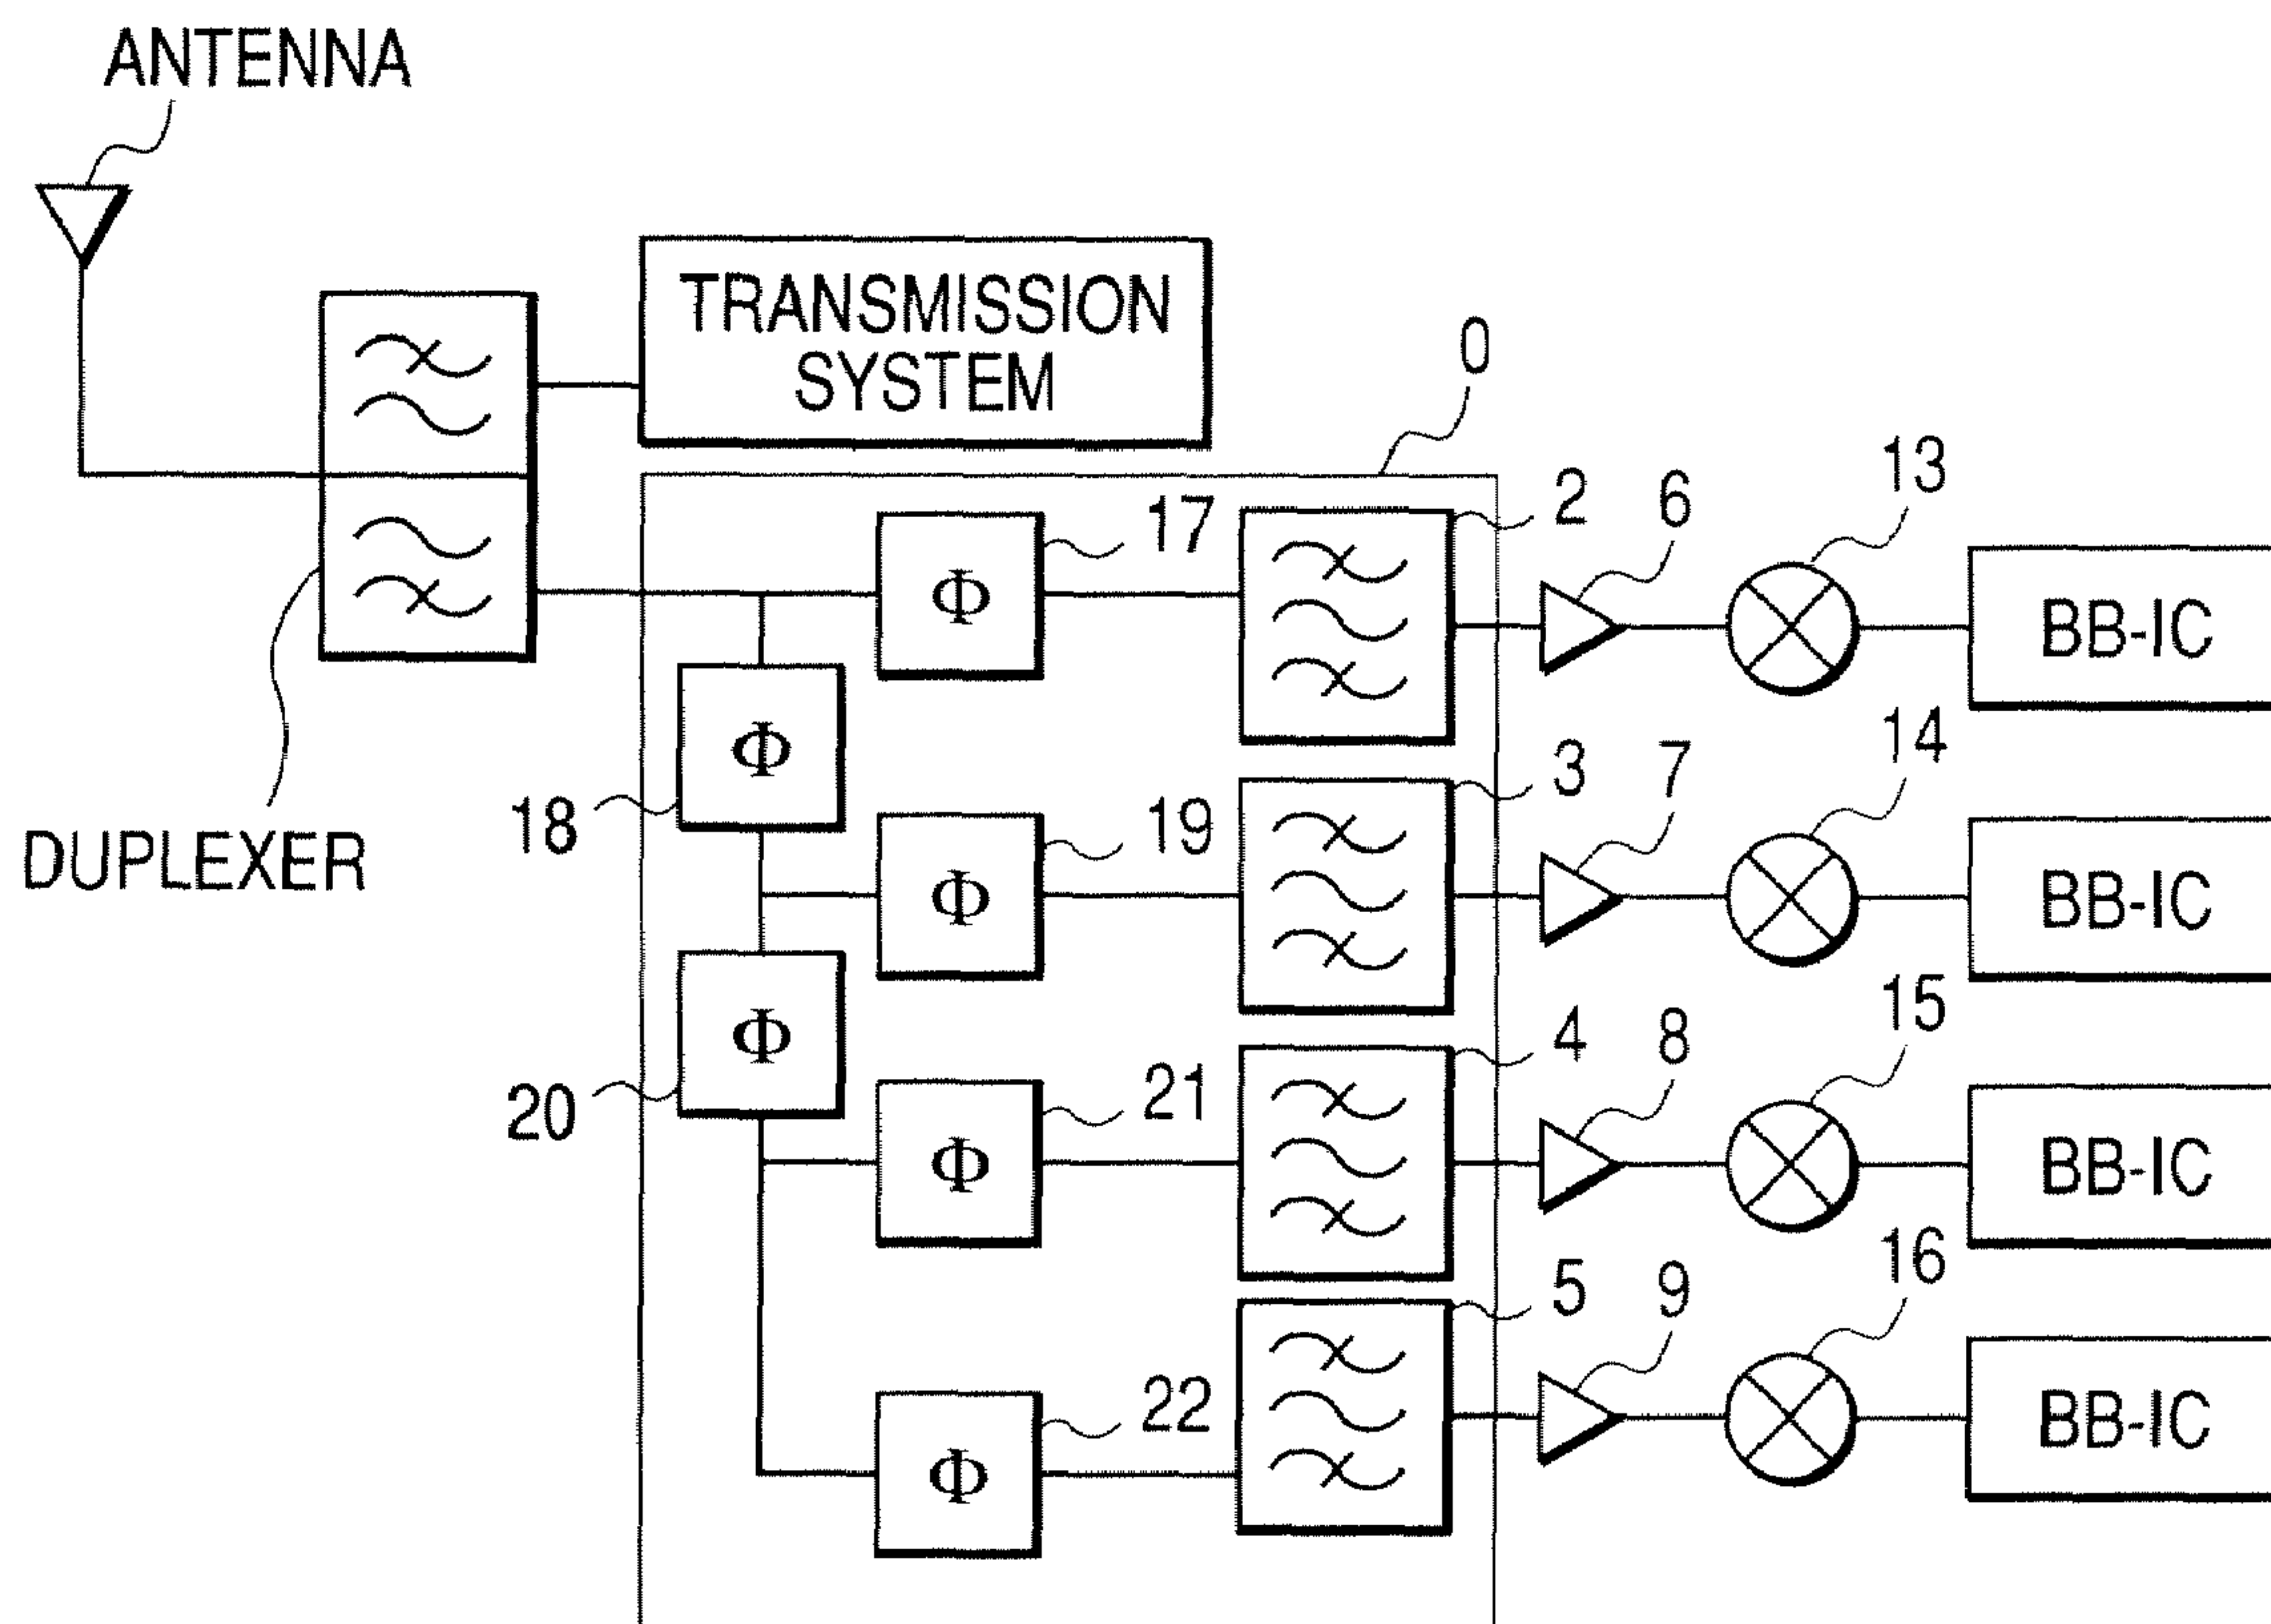 ANTENNA
TRANSMISSION
SYSTEM
0
DUPLEXER
17
2
6
13
Φ
BB-IC
18
Φ
19
3
7
14
Φ
BB-IC
20
Φ
21
4
8
15
Φ
BB-IC
22
5
9
16
Φ
BB-IC